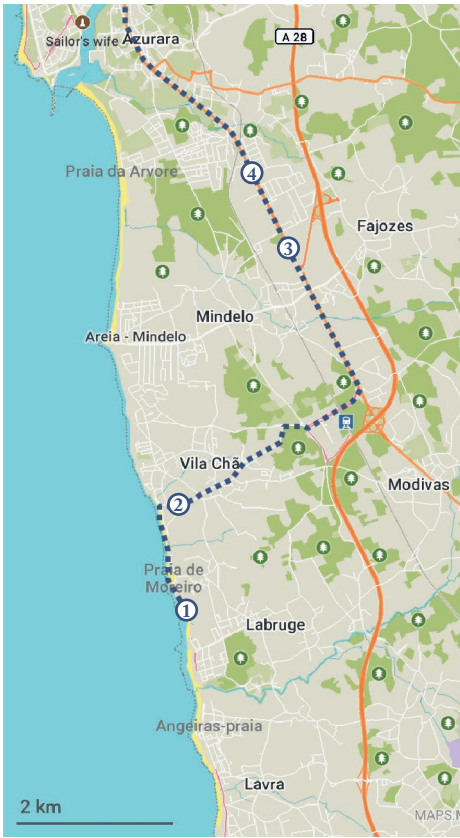 Sailor's wife
Azurara
A 28
Praia da Arvore
4
3
Fajozes
Mindelo
Areia - Mindelo
Vila Chã
2
Modivas
Praia de
Moreiro
1
Labruge
Angeiras-praia
Lavra
2 km
MAPS.M